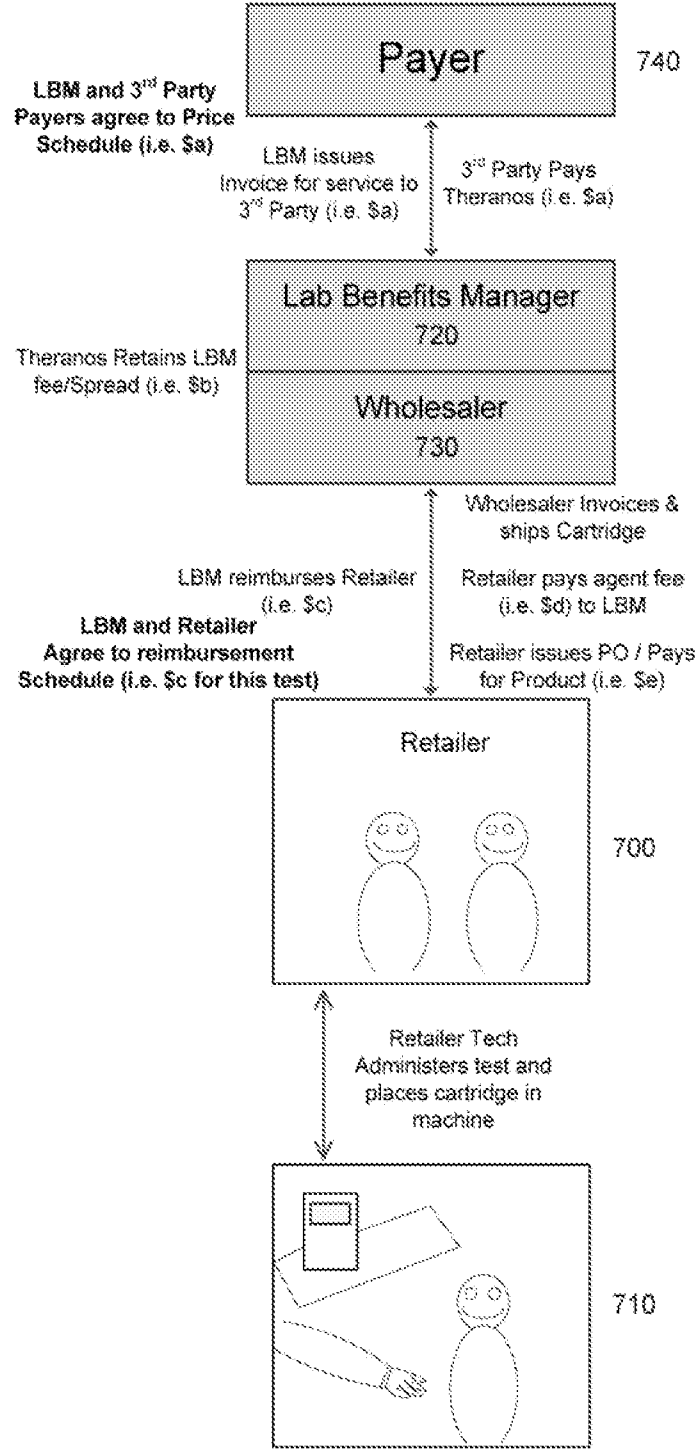 Payer
740
LBM and 3rd Party
Payers agree to Price
Schedule (i.e. $a)
LBM issues
Invoice for service to
3rd Party (i.e. $a)
3rd Party Pays
Theranos (i.e. $a)
Lab Benefits Manager
720
Theranos Retains LBM
fee/Spread (i.e. $b)
Wholesaler
730
Wholesaler Invoices &
ships Cartridge
LBM reimburses Retailer
(i.e. $c)
Retailer pays agent fee
(i.e. $d) to LBM
LBM and Retailer
Agree to reimbursement
Schedule (i.e. $c for this test)
Retailer issues PO / Pays
for Product (i.e. $e)
Retailer
700
Retailer Tech
Administers test and
places cartridge in
machine
710